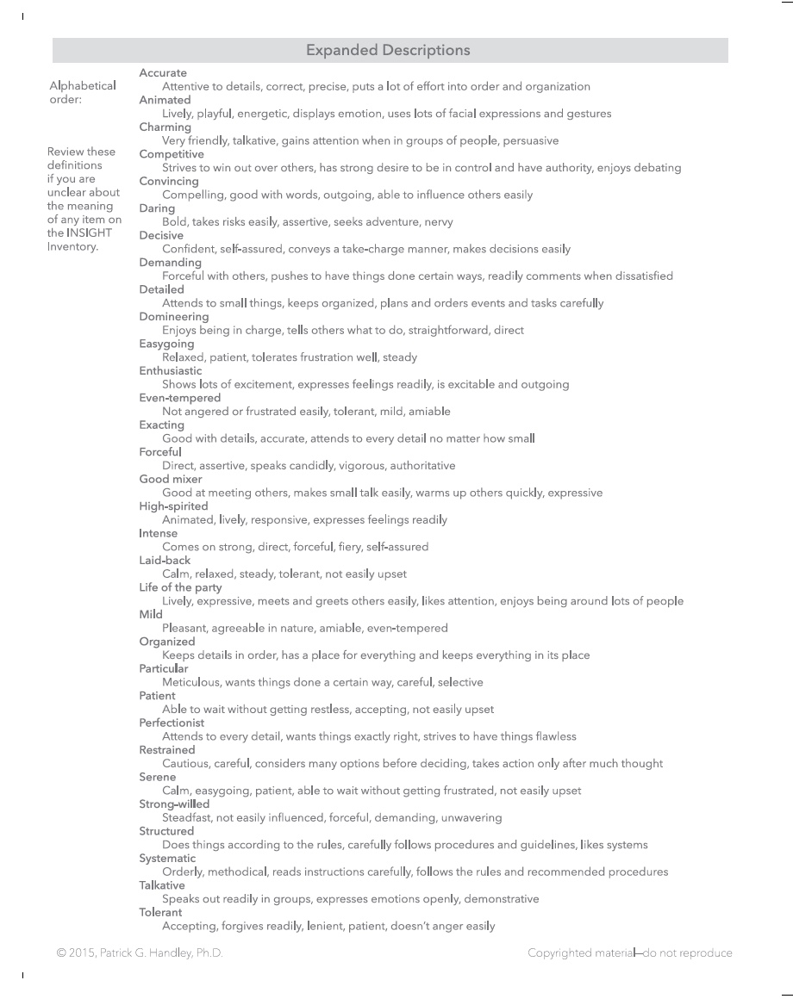 Expanded Descriptions
Alphabetical
order:
Review these
definitions
if you are
unclear about
the meaning
of any item on
the INSIGHT
Inventory.
Accurate
Attentive to details, correct, precise, puts a lot of effort into order and organization
Animated
Lively, playful, energetic, displays emotion, uses lots of facial expressions and gestures
Charming
Very friendly, talkative, gains attention when in groups of people, persuasive
Competitive
Strives to win out over others, has strong desire to be in control and have authority, enjoys debating
Convincing
Compelling, good with words, outgoing, able to influence others easily
Daring
Bold, takes risks easily, assertive, seeks adventure, nervy
Decisive
Confident, self-assured, conveys a take-charge manner, makes decisions easily
Demanding
Forceful with others, pushes to have things done certain ways, readily comments when dissatisfied
Detailed
Attends to small things, keeps organized, plans and orders events and tasks carefully
Domineering
Enjoys being in charge, tells others what to do, straightforward, direct
Easygoing
Relaxed, patient, tolerates frustration well, steady
Enthusiastic
Shows lots of excitement, expresses feelings readily, is excitable and outgoing
Even-tempered
Not angered or frustrated easily, tolerant, mild, amiable
Exacting
Good with details, accurate, attends to every detail no matter how small
Forceful
Direct, assertive, speaks candidly, vigorous, authoritative
Good mixer
Good at meeting others, makes small talk easily, warms up others quickly, expressive
High-spirited
Animated, lively, responsive, expresses feelings readily
Intense
Comes on strong, direct, forceful, fiery, self-assured
Laid-back
Calm, relaxed, steady, tolerant, not easily upset
Life of the party
Lively, expressive, meets and greets others easily, likes attention, enjoys being around lots of people
Mild
Pleasant, agreeable in nature, amiable, even-tempered
Organized
Keeps details in order, has a place for everything and keeps everything in its place
Particular
Meticulous, wants things done a certain way, careful, selective
Patient
Able to wait without getting restless, accepting, not easily upset
Perfectionist
Attends to every detail, wants things exactly right, strives to have things flawless
Restrained
Cautious, careful, considers many options before deciding, takes action only after much thought
Serene
Calm, easygoing, patient, able to wait without getting frustrated, not easily upset
Strong-willed
Steadfast, not easily influenced, forceful, demanding, unwavering
Structured
Does things according to the rules, carefully follows procedures and guidelines, likes systems
Systematic
Orderly, methodical, reads instructions carefully, follows the rules and recommended procedures
Talkative
Speaks out readily in groups, expresses emotions openly, demonstrative
Tolerant
Accepting, forgives readily, lenient, patient, doesn't anger easily
© 2015, Patrick G. Handley, Ph.D.
Copyrighted material—do not reproduce